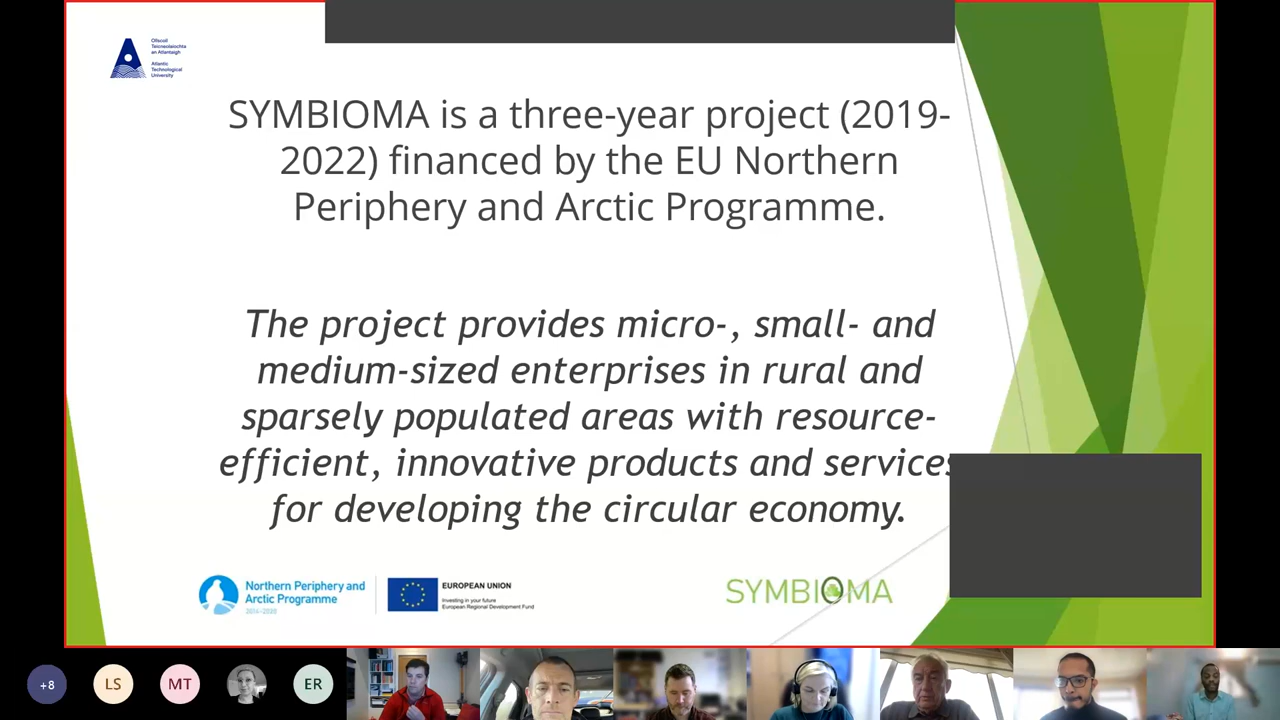 Ollscoil
Teicneolaíochta
an Atlantaigh
Atlantic
Technological
University
SYMBIOMA is a three-year project (2019-
2022) financed by the EU Northern
Periphery and Arctic Programme.
The project provides micro-, small- and
medium-sized enterprises in rural and
sparsely populated areas with resource-
efficient, innovative products and services
for developing the circular economy.
Northern Periphery and
Arctic Programme
2014–2020
EUROPEAN UNION
Investing in your future
European Regional Development Fund
SYMBIOMA
+8
LS
MT
ER